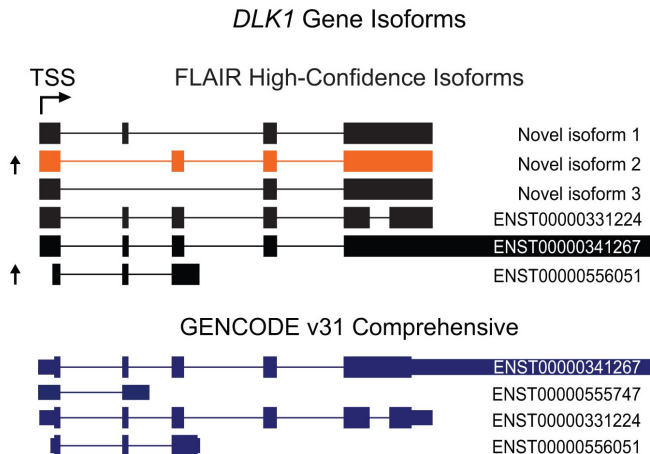 DLK1 Gene Isoforms
TSS
FLAIR High-Confidence Isoforms
Novel isoform 1
Novel isoform 2
Novel isoform 3
ENST00000331224
ENST00000341267
ENST00000556051
GENCODE v31 Comprehensive
ENST00000341267
ENST00000555747
ENST00000331224
ENST00000556051